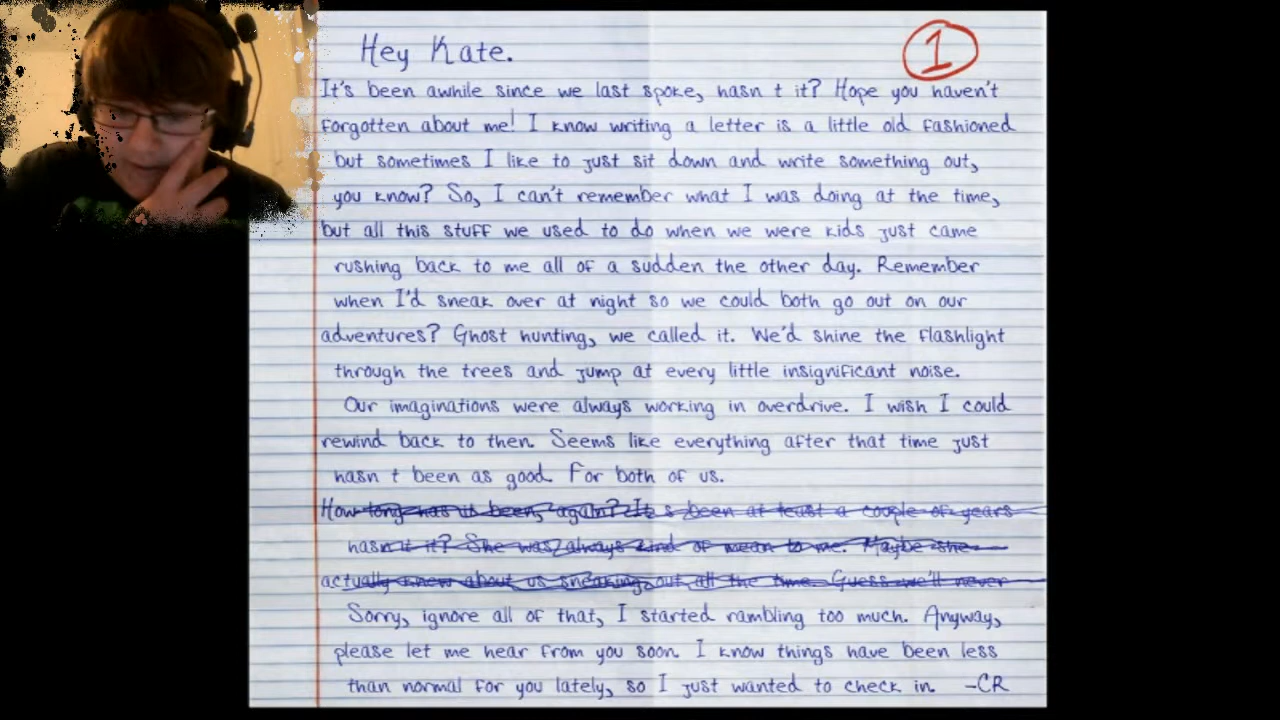 Hey Kate.
1
It's been awhile since we last spoke, hasn t it? Hope you haven't
forgotten about me! I know writing a letter is a little old fashioned
but sometimes I like to just sit down and write something out,
you know? So, I can't remember what I was doing at the time,
but all this stuff we used to do when we were kids just came
rushing back to me all of a sudden the other day. Remember
when I'd sneak over at night so we could both go out on our
adventures? Ghost hunting, we called it. We'd shine the flashlight
through the trees and jump at every little insignificant noise.
Our imaginations were always working in overdrive. I wish I could
rewind back to then. Seems like everything after that time just
hasn t been as good. For both of us.
How long has it been, again? It s been at least a couple of years
hasn t it? She was always kind of mean to me. Maybe she
actually knew about us sneaking out all the time. Guess we'll never
Sorry, ignore all of that, I started rambling too much. Anyway,
please let me hear from you soon. I know things have been less
than normal for you lately, so I just wanted to check in. -CR